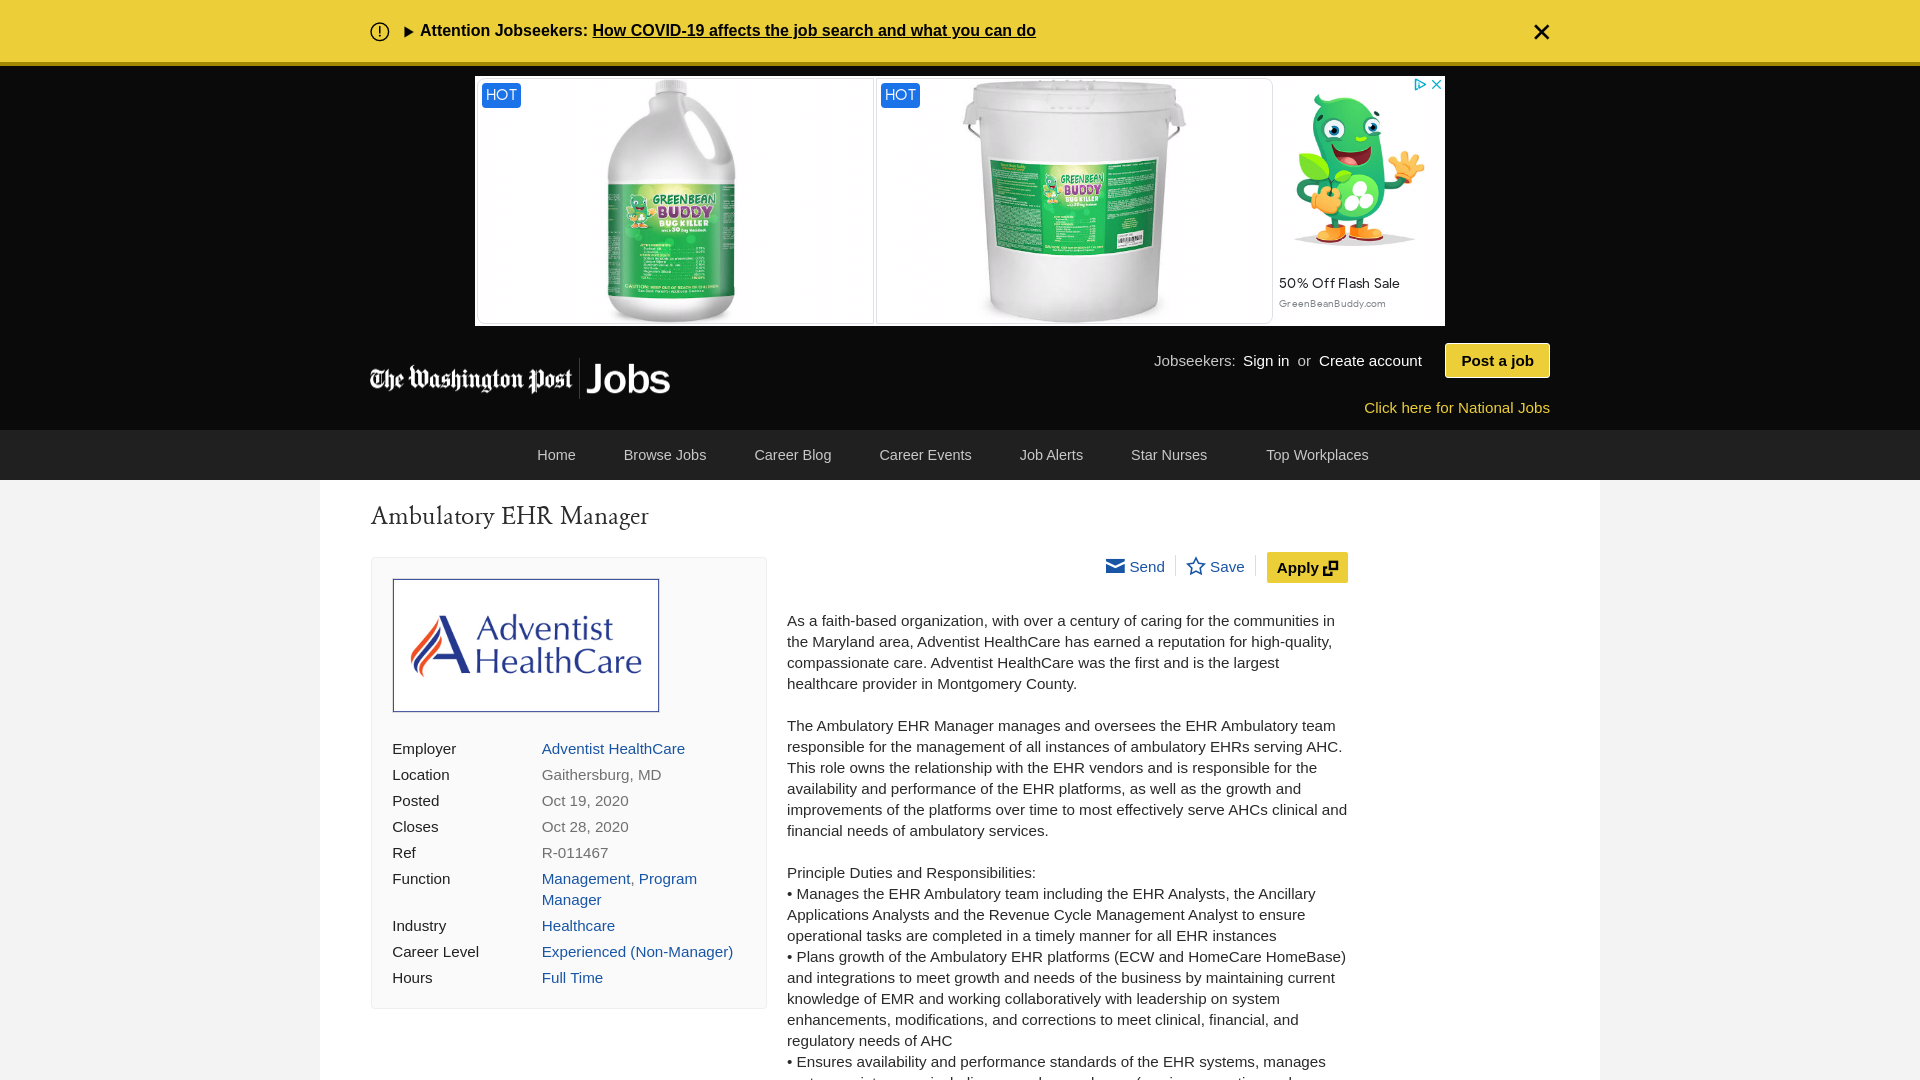 Attention Jobseekers: How COVID-19 affects the job search and what you can do
HOT
GREENBEAN
BUDDY
BUG KILLER
HOT
GREENBEAN
BUDDY
BUG KILLER
50% Off Flash Sale
GreenBeanBuddy.com
The Washington Post Jobs
Jobseekers: Sign in or Create account
Post a job
Click here for National Jobs
Home Browse Jobs Career Blog Career Events Job Alerts Star Nurses Top Workplaces
Ambulatory EHR Manager
Adventist
HealthCare
Employer Adventist HealthCare
Location Gaithersburg, MD
Posted Oct 19, 2020
Closes Oct 28, 2020
Ref R-011467
Function Management, Program
Manager
Industry Healthcare
Career Level Experienced (Non-Manager)
Hours Full Time
Send Save Apply
As a faith-based organization, with over a century of caring for the communities in
the Maryland area, Adventist HealthCare has earned a reputation for high-quality,
compassionate care. Adventist HealthCare was the first and is the largest
healthcare provider in Montgomery County.
The Ambulatory EHR Manager manages and oversees the EHR Ambulatory team
responsible for the management of all instances of ambulatory EHRs serving AHC.
This role owns the relationship with the EHR vendors and is responsible for the
availability and performance of the EHR platforms, as well as the growth and
improvements of the platforms over time to most effectively serve AHCs clinical and
financial needs of ambulatory services.
Principle Duties and Responsibilities:
• Manages the EHR Ambulatory team including the EHR Analysts, the Ancillary
Applications Analysts and the Revenue Cycle Management Analyst to ensure
operational tasks are completed in a timely manner for all EHR instances
• Plans growth of the Ambulatory EHR platforms (ECW and HomeCare HomeBase)
and integrations to meet growth and needs of the business by maintaining current
knowledge of EMR and working collaboratively with leadership on system
enhancements, modifications, and corrections to meet clinical, financial, and
regulatory needs of AHC
• Ensures availability and performance standards of the EHR systems, manages